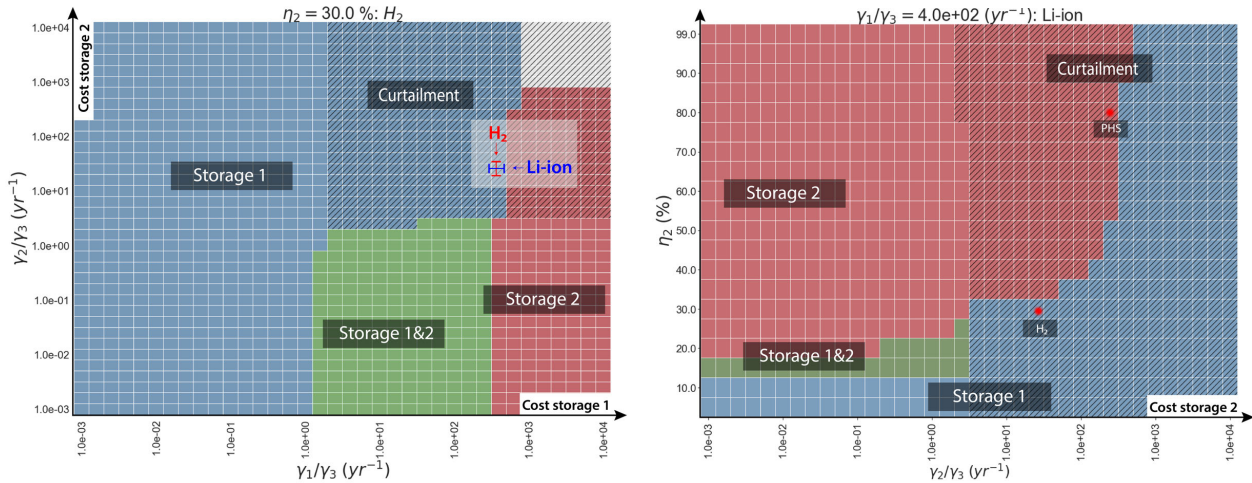 η₂ = 30.0 %: H₂
Cost storage 2
1.0e+04
1.0e+03
1.0e+02
1.0e+01
1.0e+00
1.0e-01
1.0e-02
1.0e-03
γ₂/γ₃ (yr⁻¹)
Curtailment
H₂
Li-ion
Storage 1
Storage 2
Storage 1&2
Cost storage 1
1.0e-03
1.0e-02
1.0e-01
1.0e+00
1.0e+01
1.0e+02
1.0e+03
1.0e+04
γ₁/γ₃ (yr⁻¹)
γ₁/γ₃ = 4.0e+02 (yr⁻¹): Li-ion
99.0
90.0
80.0
70.0
60.0
50.0
40.0
30.0
20.0
10.0
η₂ (%)
Curtailment
PHS
Storage 2
H₂
Storage 1&2
Storage 1
Cost storage 2
1.0e-03
1.0e-02
1.0e-01
1.0e+00
1.0e+01
1.0e+02
1.0e+03
1.0e+04
γ₂/γ₃ (yr⁻¹)